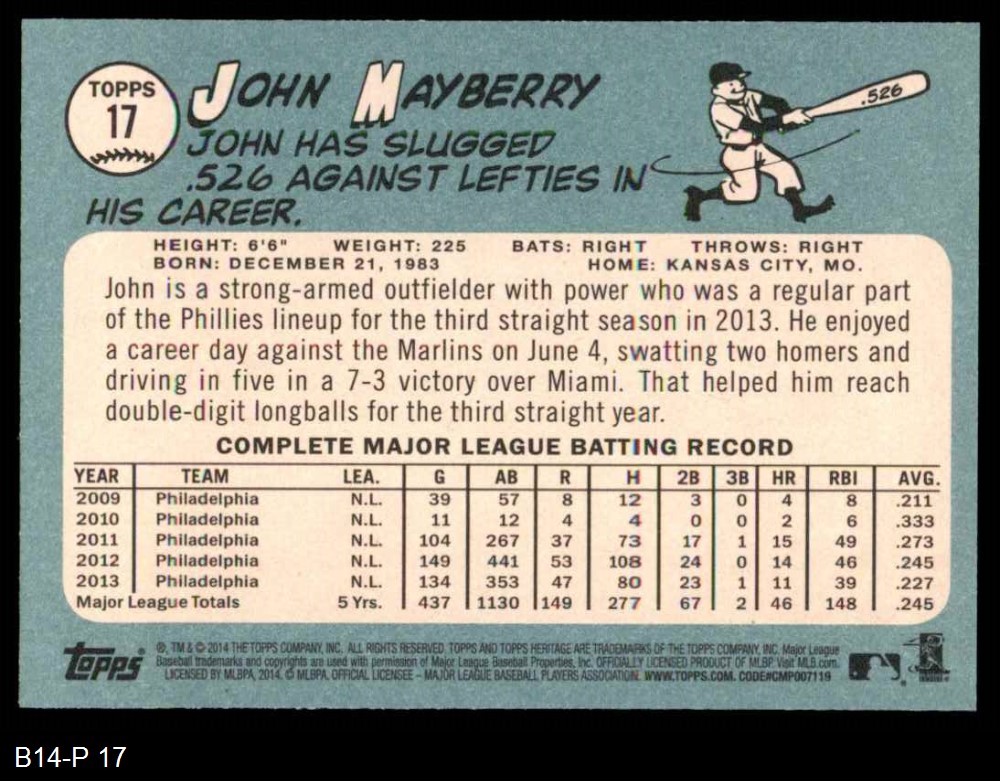 TOPPS
17
JOHN MAYBERRY
.526
JOHN HAS SLUGGED
.526 AGAINST LEFTIES IN
HIS CAREER.
HEIGHT: 6'6" WEIGHT: 225 BATS: RIGHT THROWS: RIGHT
BORN: DECEMBER 21, 1983 HOME: KANSAS CITY, MO.
John is a strong-armed outfielder with power who was a regular part
of the Phillies lineup for the third straight season in 2013. He enjoyed
a career day against the Marlins on June 4, swatting two homers and
driving in five in a 7-3 victory over Miami. That helped him reach
double-digit longballs for the third straight year.
COMPLETE MAJOR LEAGUE BATTING RECORD
YEAR TEAM LEA. G AB R H 2B 3B HR RBI AVG.
2009 Philadelphia N.L. 39 57 8 12 3 0 4 8 .211
2010 Philadelphia N.L. 11 12 4 4 0 0 2 6 .333
2011 Philadelphia N.L. 104 267 37 73 17 1 15 49 .273
2012 Philadelphia N.L. 149 441 53 108 24 0 14 46 .245
2013 Philadelphia N.L. 134 353 47 80 23 1 11 39 .227
Major League Totals 5 Yrs. 437 1130 149 277 67 2 46 148 .245
Topps
®, TM & © 2014 THE TOPPS COMPANY, INC. ALL RIGHTS RESERVED. TOPPS AND TOPPS HERITAGE ARE TRADEMARKS OF THE TOPPS COMPANY, INC. Major League
Baseball trademarks and copyrights are used with permission of Major League Baseball Properties, Inc. OFFICIALLY LICENSED PRODUCT OF MLBP. Visit MLB.com.
LICENSED BY MLBPA, 2014. © MLBPA. OFFICIAL LICENSEE – MAJOR LEAGUE BASEBALL PLAYERS ASSOCIATION. WWW.TOPPS.COM. CODE#CMP007119
B14-P 17